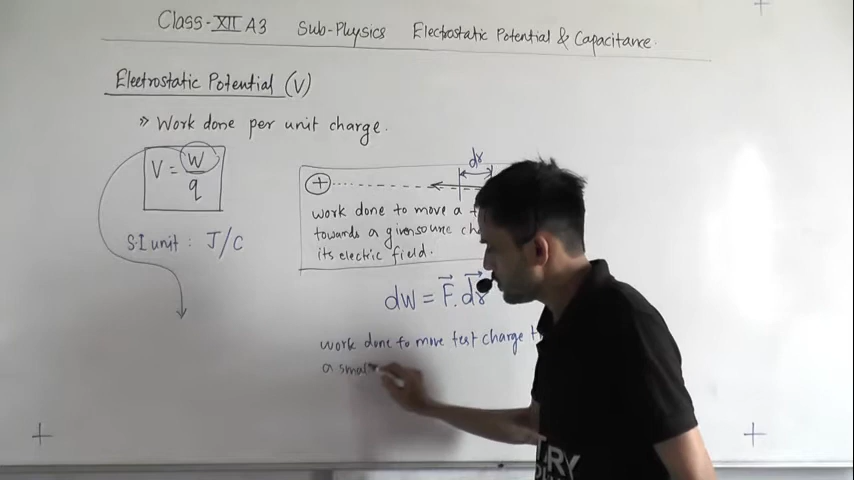 Class-XII A3 Sub-Physics Electrostatic Potential & Capacitance.
Electrostatic Potential (V)
» Work done per unit charge.
V = W/q
S.I unit : J/C
dr
+
work done to move a
towards a given source
its electric field.
dW = F⃗ . dr⃗
work done to move test charge
a small
RY